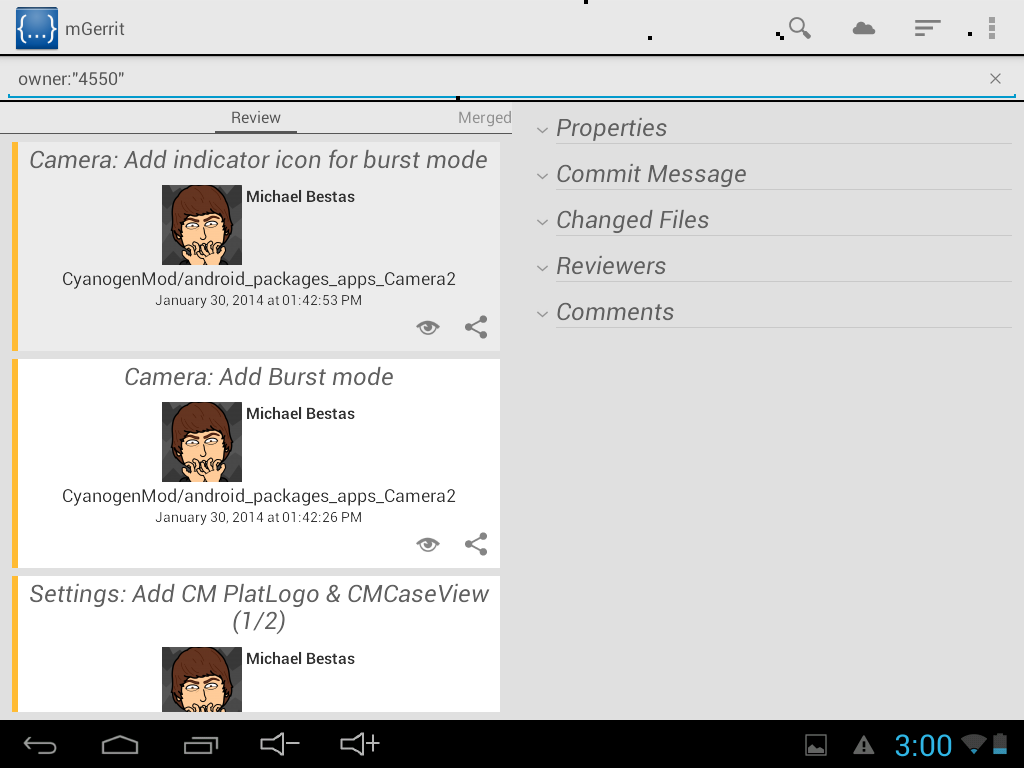 {...} mGerrit
owner:"4550"
Review
Merged
Camera: Add indicator icon for burst mode
Michael Bestas
CyanogenMod/android_packages_apps_Camera2
January 30, 2014 at 01:42:53 PM
Camera: Add Burst mode
Michael Bestas
CyanogenMod/android_packages_apps_Camera2
January 30, 2014 at 01:42:26 PM
Settings: Add CM PlatLogo & CMCaseView
(1/2)
Michael Bestas
Properties
Commit Message
Changed Files
Reviewers
Comments
3:00